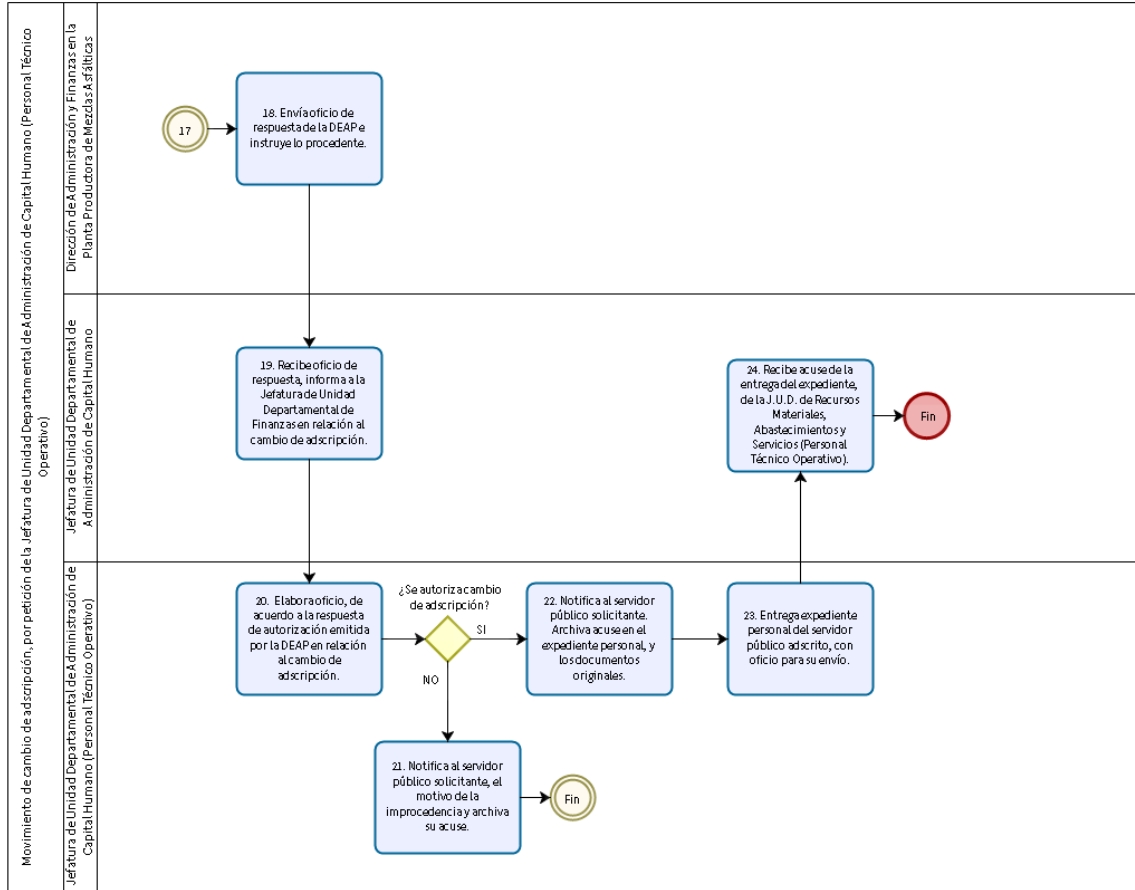 Movimiento de cambio de adscripción, por petición de la Jefatura de Unidad Departamental de Administración de Capital Humano (Personal Técnico
Operativo)
Dirección de Administración y Finanzas en la
Planta Productora de Mezclas Asfálticas
17
18. Envía oficio de
respuesta de la DEAP e
instruye lo procedente.
Jefatura de Unidad Departamental de
Administración de Capital Humano
19. Recibe oficio de
respuesta, informa a la
Jefatura de Unidad
Departamental de
Finanzas en relación al
cambio de adscripción.
24. Recibe acuse de la
entrega del expediente,
de la J.U.D. de Recursos
Materiales,
Abastecimientos y
Servicios (Personal
Técnico Operativo).
Fin
Jefatura de Unidad Departamental de Administración de
Capital Humano (Personal Técnico Operativo)
20. Elabora oficio, de
acuerdo a la respuesta
de autorización emitida
por la DEAP en relación
al cambio de
adscripción.
¿Se autoriza cambio
de adscripción?
SI
NO
22. Notifica al servidor
público solicitante.
Archiva acuse en el
expediente personal, y
los documentos
originales.
23. Entrega expediente
personal del servidor
público adscrito, con
oficio para su envío.
21. Notifica al servidor
público solicitante, el
motivo de la
improcedencia y archiva
su acuse.
Fin